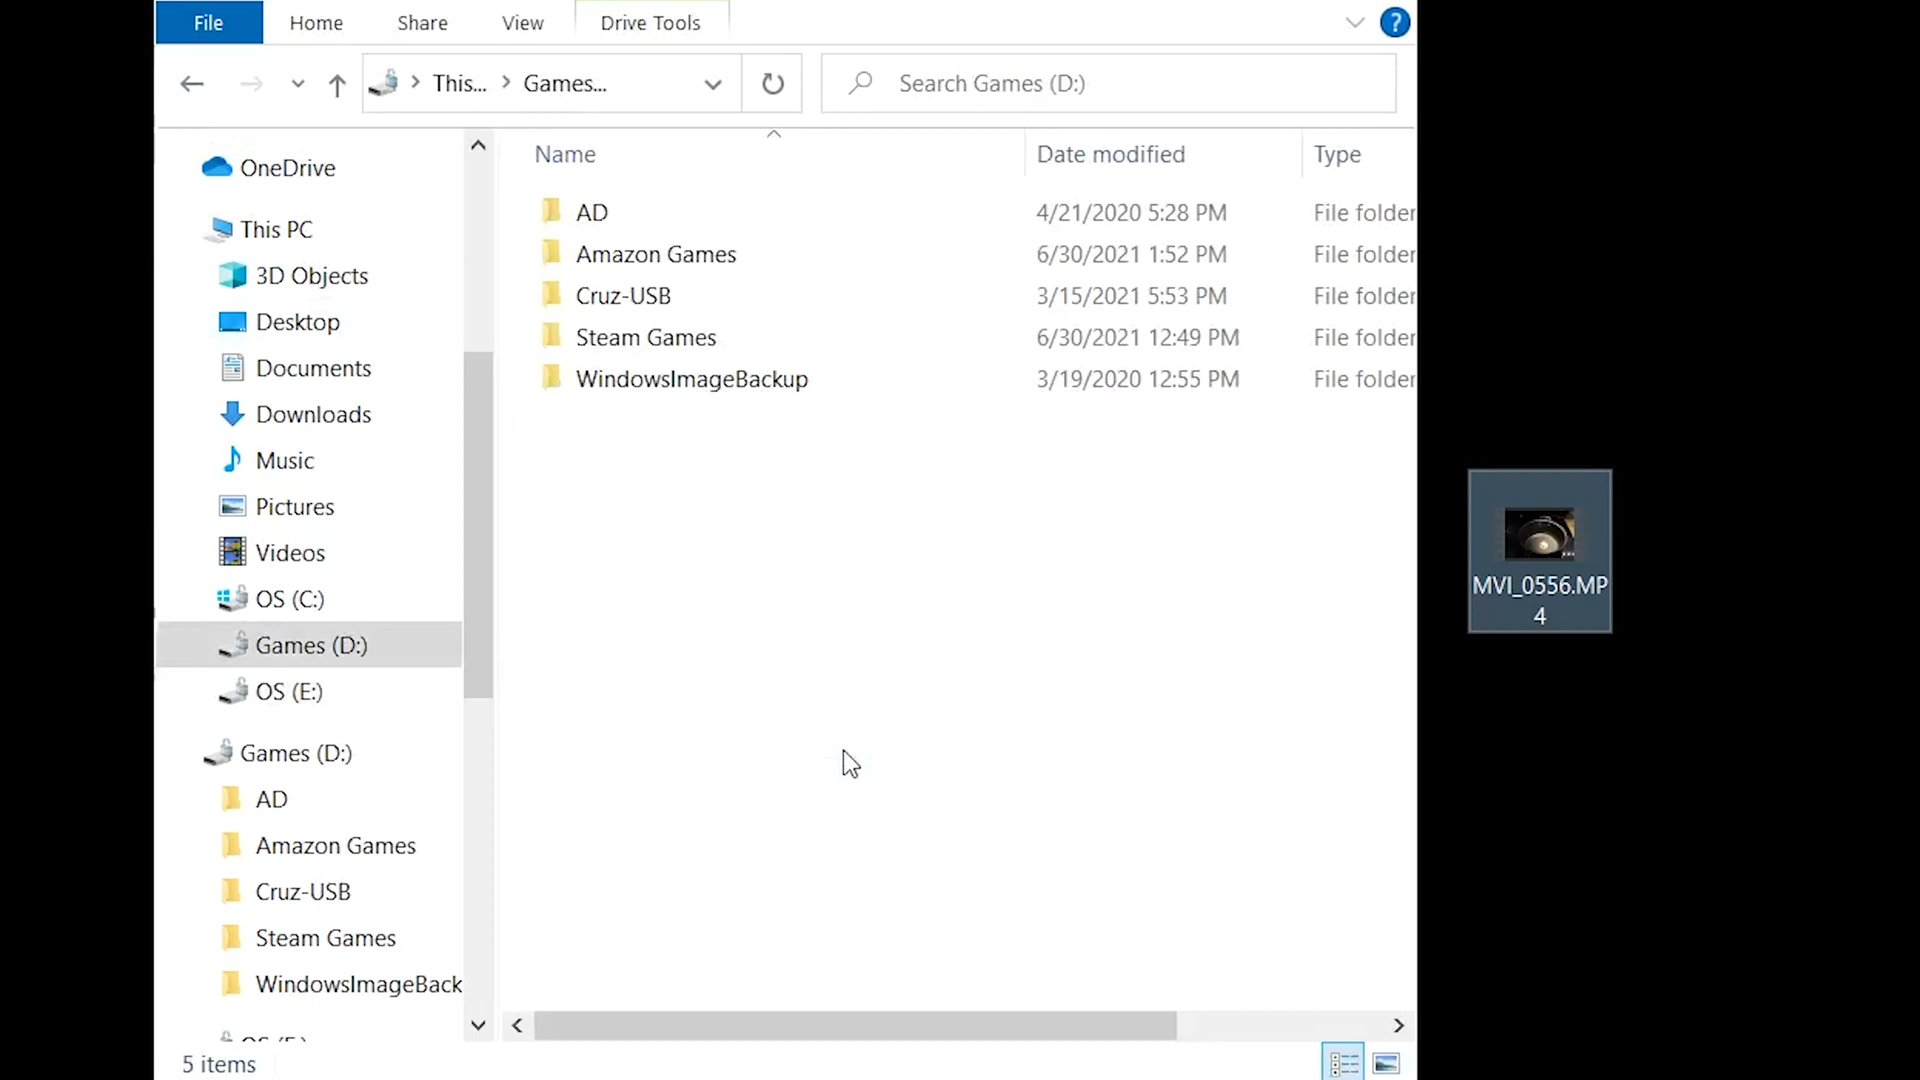 File Home Share View Drive Tools ?
This... Games... Search Games (D:)
OneDrive
This PC
3D Objects
Desktop
Documents
Downloads
Music
Pictures
Videos
OS (C:)
Games (D:)
OS (E:)
Games (D:)
AD
Amazon Games
Cruz-USB
Steam Games
WindowsImageBack
Name Date modified Type
AD 4/21/2020 5:28 PM File folder
Amazon Games 6/30/2021 1:52 PM File folder
Cruz-USB 3/15/2021 5:53 PM File folder
Steam Games 6/30/2021 12:49 PM File folder
WindowsImageBackup 3/19/2020 12:55 PM File folder
5 items
MVI_0556.MP
4